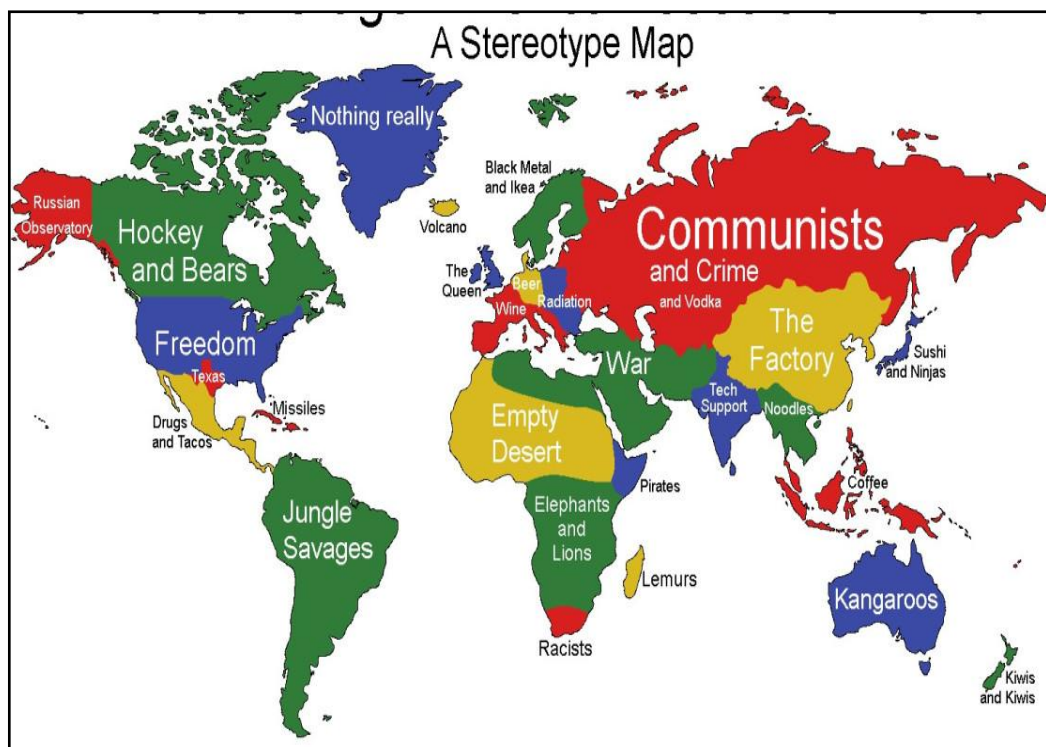 A Stereotype Map
Nothing really
Black Metal
and Ikea
Russian
Observatory
Hockey
and Bears
Volcano
Communists
and Crime
and Vodka
The
Queen
Beer
Wine
Radiation
The
Factory
Freedom
Texas
War
Sushi
and Ninjas
Tech
Support
Noodles
Missiles
Drugs
and Tacos
Empty
Desert
Pirates
Coffee
Jungle
Savages
Elephants
and
Lions
Lemurs
Kangaroos
Racists
Kiwis
and Kiwis